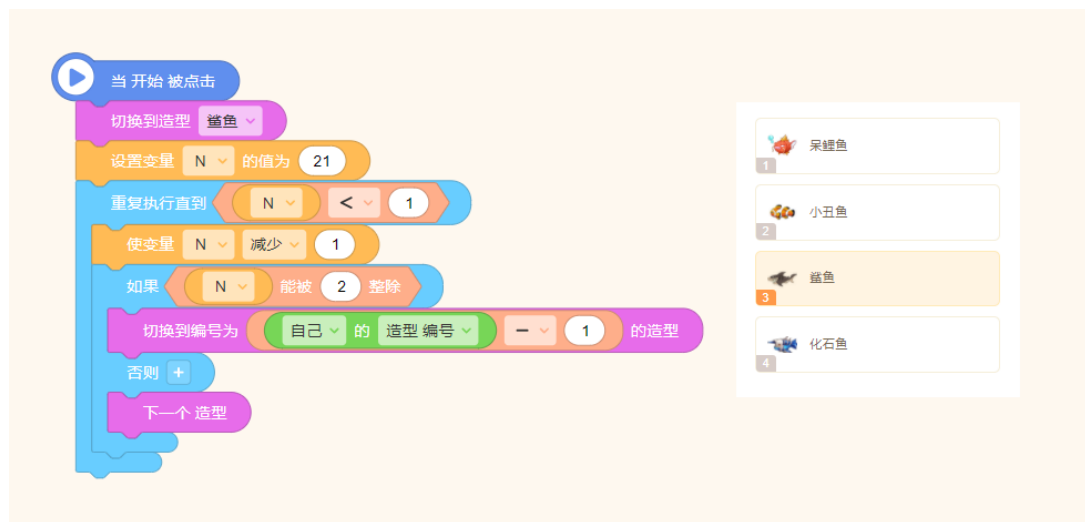 当 开始 被点击
切换到造型 鲨鱼
设置变量 N 的值为 21
重复执行直到 N < 1
使变量 N 减少 1
如果 N 能被 2 整除
切换到编号为 自己 的 造型 编号 - 1 的造型
否则 +
下一个 造型
呆鲤鱼
1
小丑鱼
2
鲨鱼
3
化石鱼
4